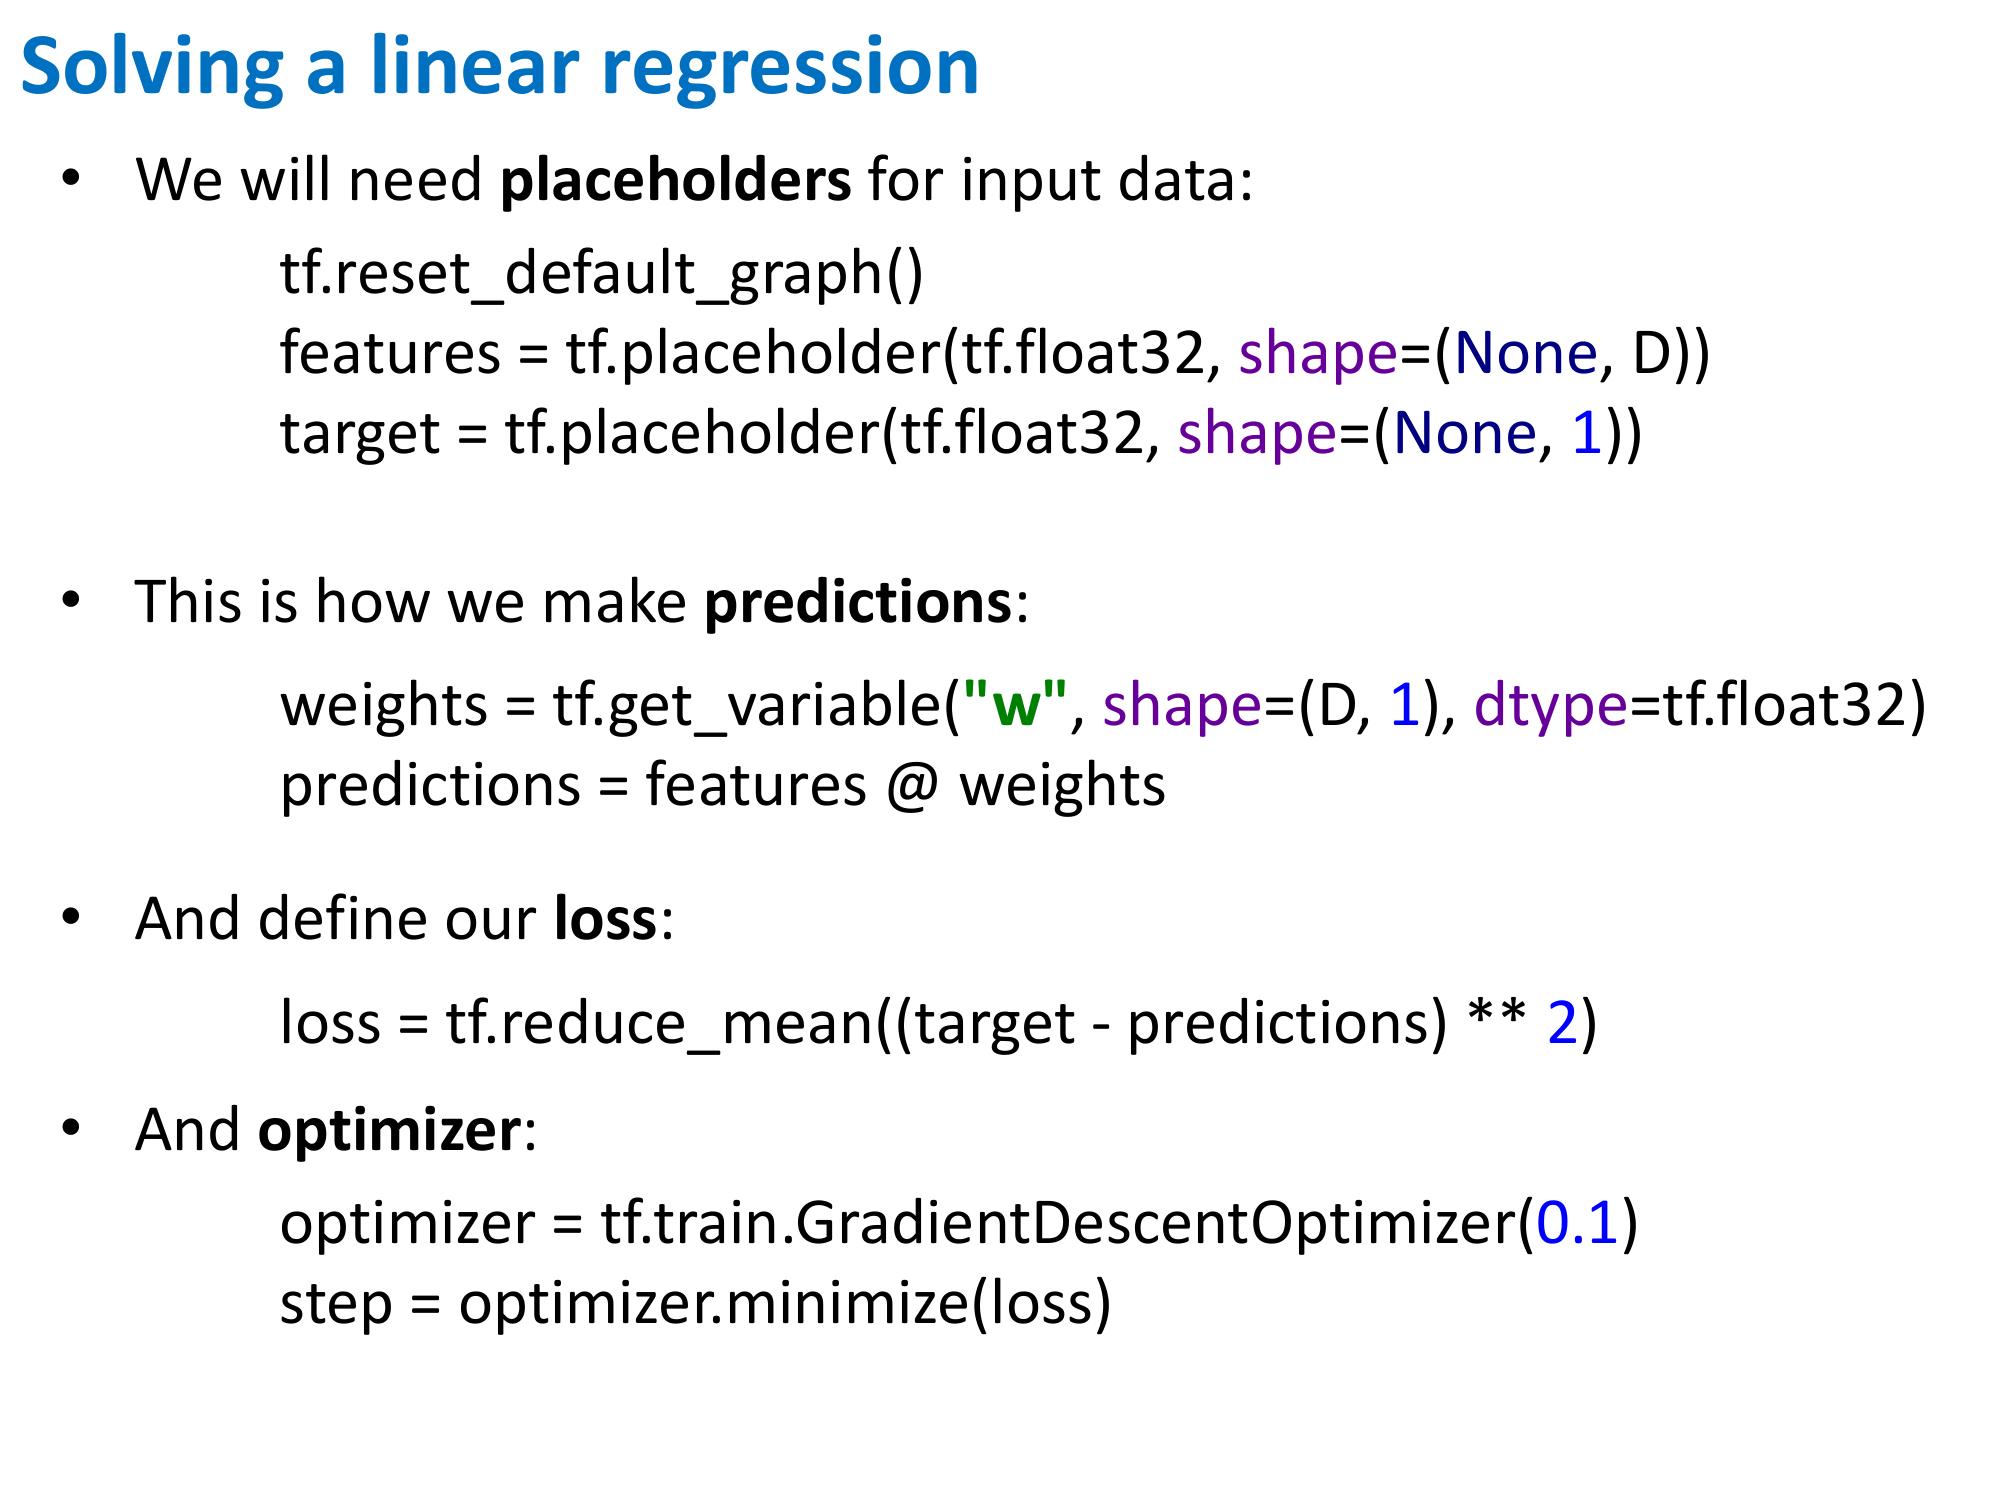 Solving a linear regression
• We will need placeholders for input data:
tf.reset_default_graph()
features = tf.placeholder(tf.float32, shape=(None, D))
target = tf.placeholder(tf.float32, shape=(None, 1))
• This is how we make predictions:
weights = tf.get_variable("w", shape=(D, 1), dtype=tf.float32)
predictions = features @ weights
• And define our loss:
loss = tf.reduce_mean((target - predictions) ** 2)
• And optimizer:
optimizer = tf.train.GradientDescentOptimizer(0.1)
step = optimizer.minimize(loss)